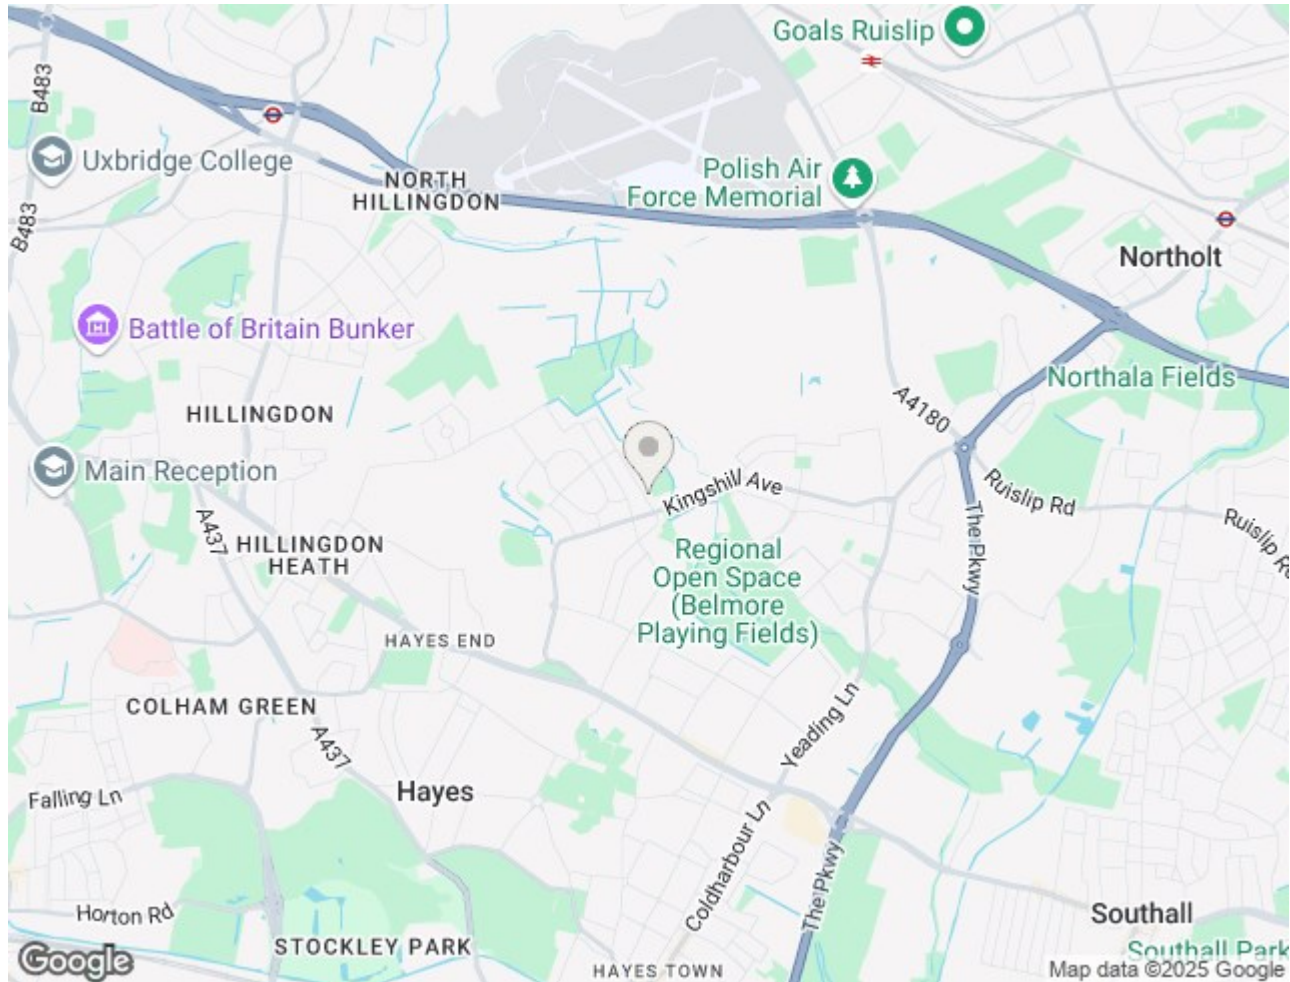 Goals Ruislip
B483
Uxbridge College
Polish Air
Force Memorial
NORTH
HILLINGDON
B483
Northolt
Battle of Britain Bunker
Northala Fields
HILLINGDON
A4180
Main Reception
Kingshill Ave
Ruislip Rd
The Pkwy
Ruislip Rd
A437
HILLINGDON
HEATH
Regional
Open Space
(Belmore
Playing Fields)
HAYES END
COLHAM GREEN
A437
Yeading Ln
Falling Ln
Hayes
Coldharbour Ln
The Pkwy
Horton Rd
Southall
STOCKLEY PARK
Southall Park
Google
HAYES TOWN
Map data ©2025 Google